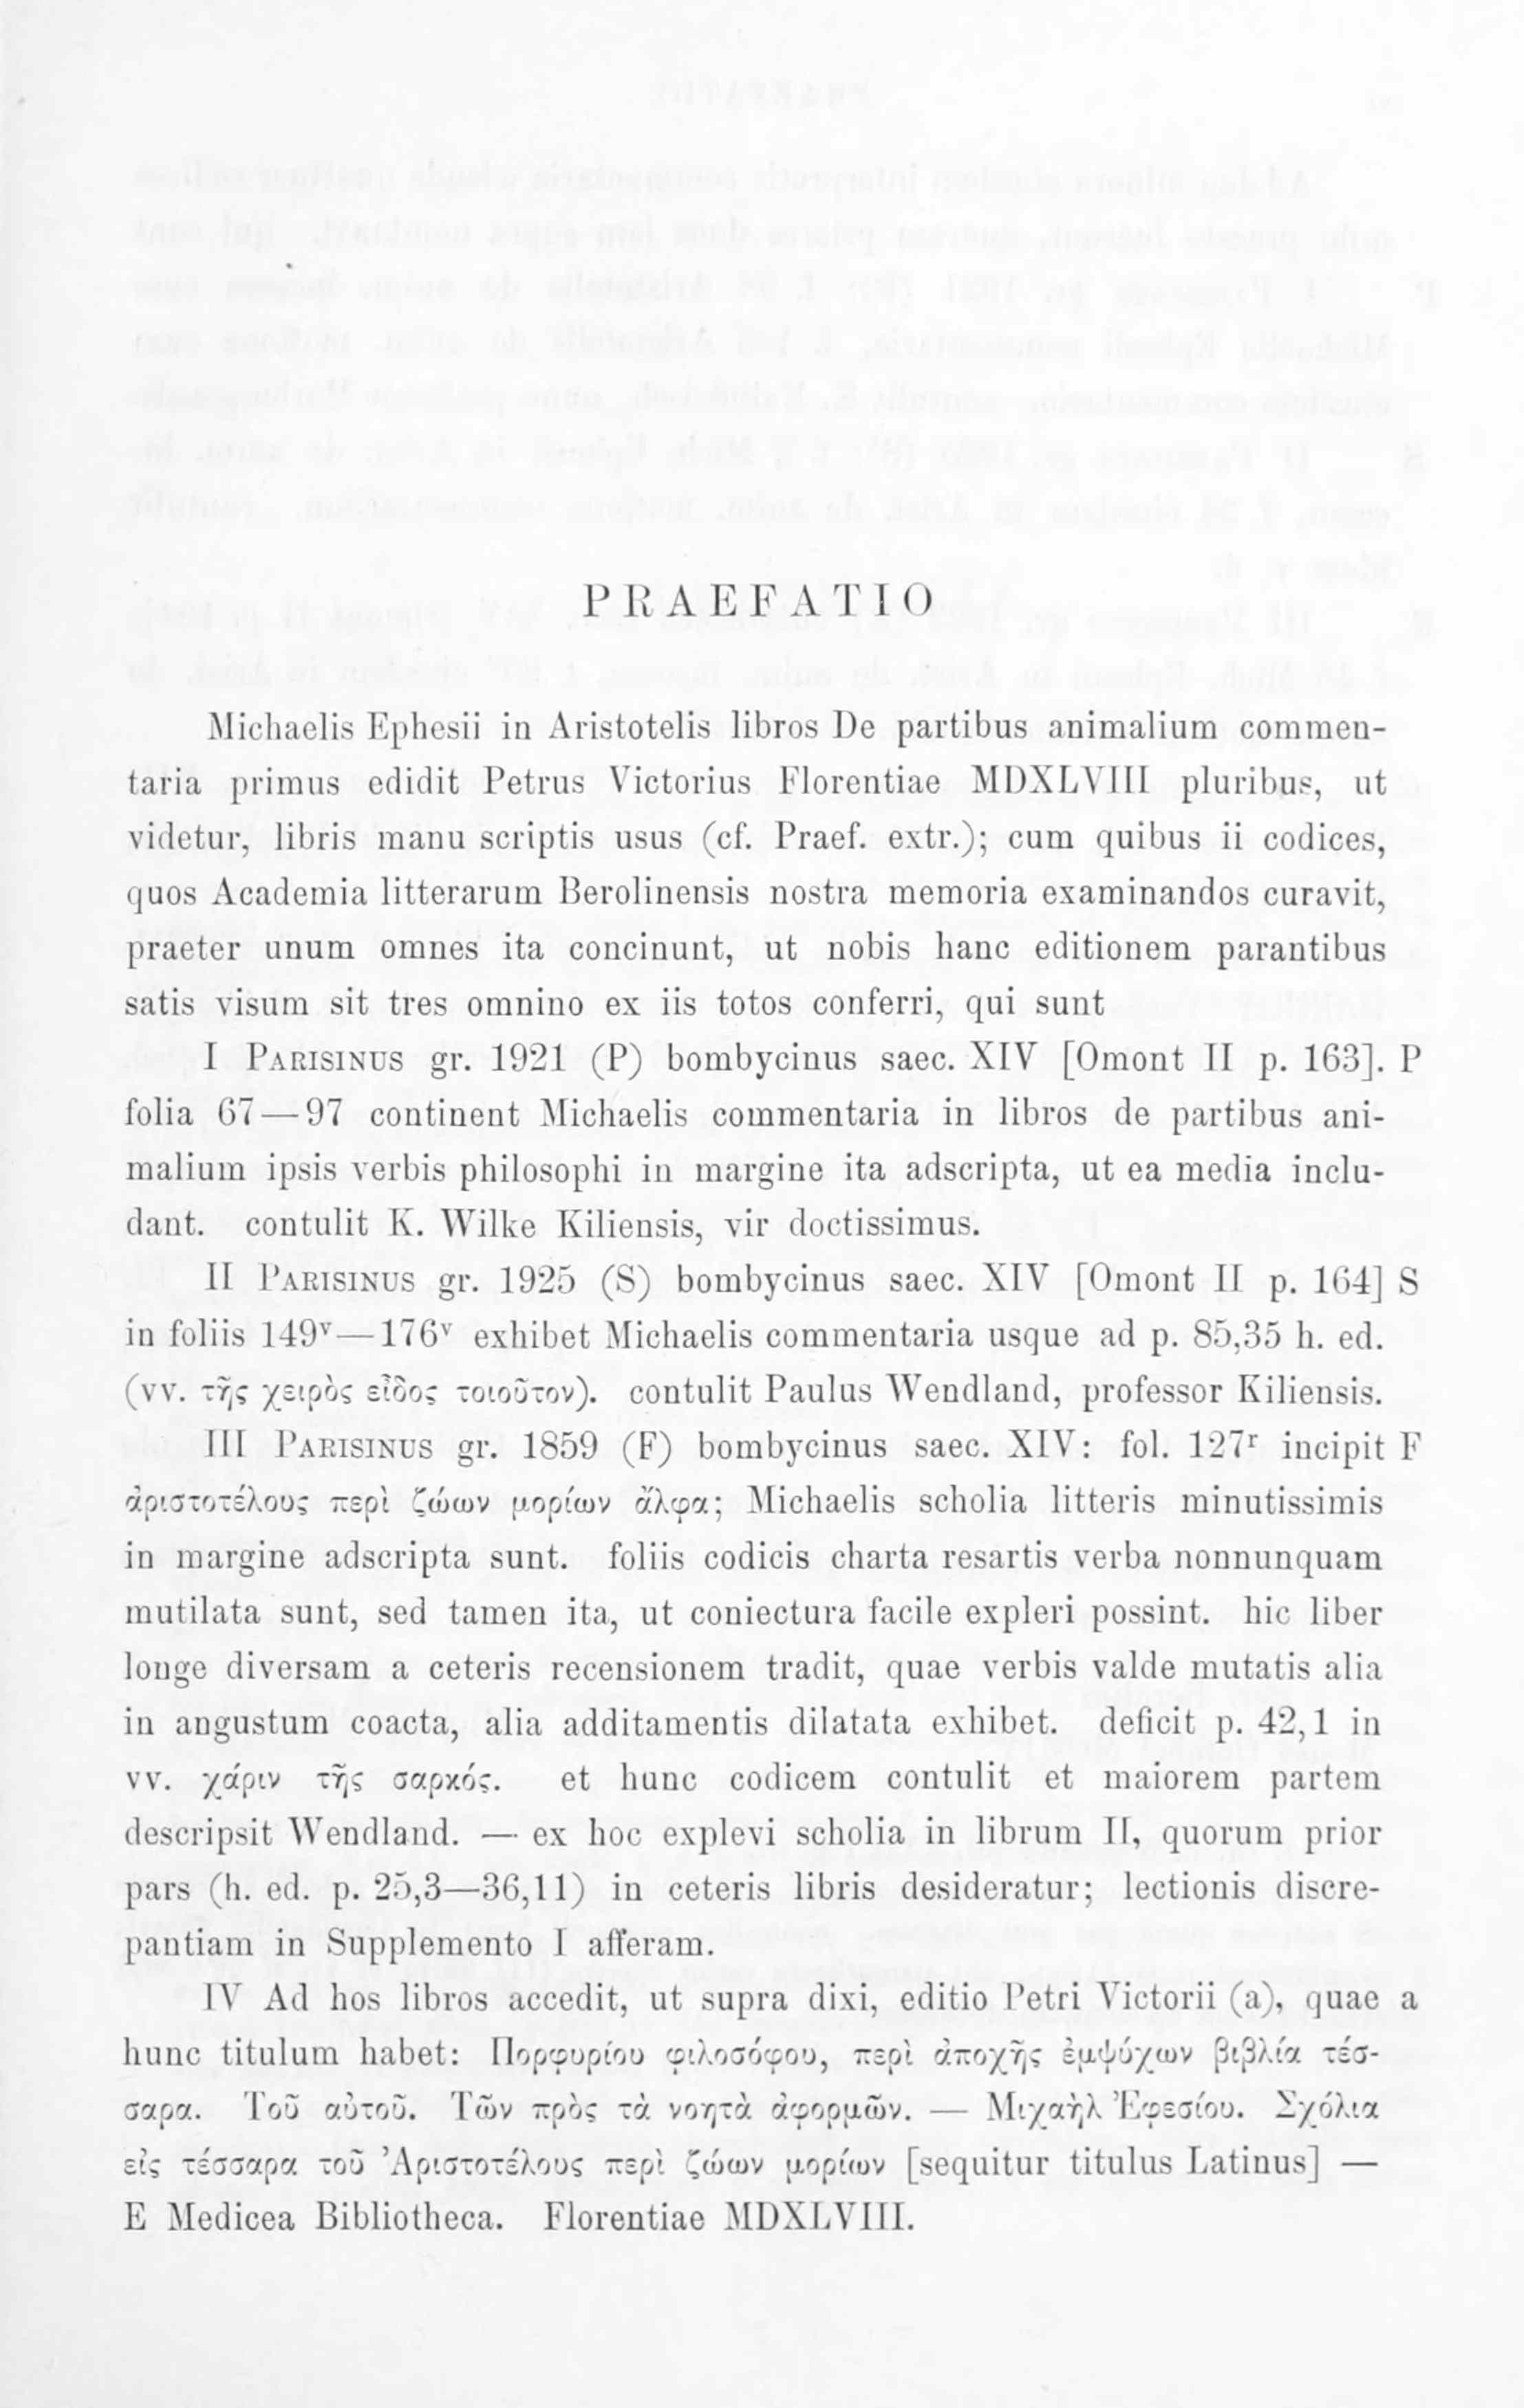 PRAEFATIO
Michaelis Ephesii in Aristotelis libros De partibus animalium commen-
taria primus edidit Petrus Victorius Florentiae MDXLVIII pluribus, ut
videtur, libris manu scriptis usus (cf. Praef. extr.); cum quibus ii codices,
quos Academia litterarum Berolinensis nostra memoria examinandos curavit,
praeter unum omnes ita concinunt, ut nobis hanc editionem parantibus
satis visum sit tres omnino ex iis totos conferri, qui sunt
I PARISINUS gr. 1921 (P) bombycinus saec. XIV [Omont II p. 163]. P
folia 67—97 continent Michaelis commentaria in libros de partibus ani-
malium ipsis verbis philosophi in margine ita adscripta, ut ea media inclu-
dant. contulit K. Wilke Kiliensis, vir doctissimus.
II PARISINUS gr. 1925 (S) bombycinus saec. XIV [Omont II p. 164] S
in foliis 149ᵛ—176ᵛ exhibet Michaelis commentaria usque ad p. 85,35 h. ed.
(vv. τῆς χειρὸς εἶδος τοιοῦτον). contulit Paulus Wendland, professor Kiliensis.
III PARISINUS gr. 1859 (F) bombycinus saec. XIV: fol. 127ʳ incipit F
ἀριστοτέλους περὶ ζώων μορίων ἄλφα; Michaelis scholia litteris minutissimis
in margine adscripta sunt. foliis codicis charta resartis verba nonnunquam
mutilata sunt, sed tamen ita, ut coniectura facile expleri possint. hic liber
longe diversam a ceteris recensionem tradit, quae verbis valde mutatis alia
in angustum coacta, alia additamentis dilatata exhibet. deficit p. 42,1 in
vv. χάριν τῆς σαρκός. et hunc codicem contulit et maiorem partem
descripsit Wendland. — ex hoc explevi scholia in librum II, quorum prior
pars (h. ed. p. 25,3—36,11) in ceteris libris desideratur; lectionis discre-
pantiam in Supplemento I afferam.
IV Ad hos libros accedit, ut supra dixi, editio Petri Victorii (a), quae a
hunc titulum habet: Πορφυρίου φιλοσόφου, περὶ ἀποχῆς ἐμψύχων βιβλία τέσ-
σαρα. Τοῦ αὐτοῦ. Τῶν πρὸς τὰ νοητὰ ἀφορμῶν. — Μιχαὴλ Ἐφεσίου. Σχόλια
εἰς τέσσαρα τοῦ Ἀριστοτέλους περὶ ζώων μορίων [sequitur titulus Latinus] —
E Medicea Bibliotheca. Florentiae MDXLVIII.